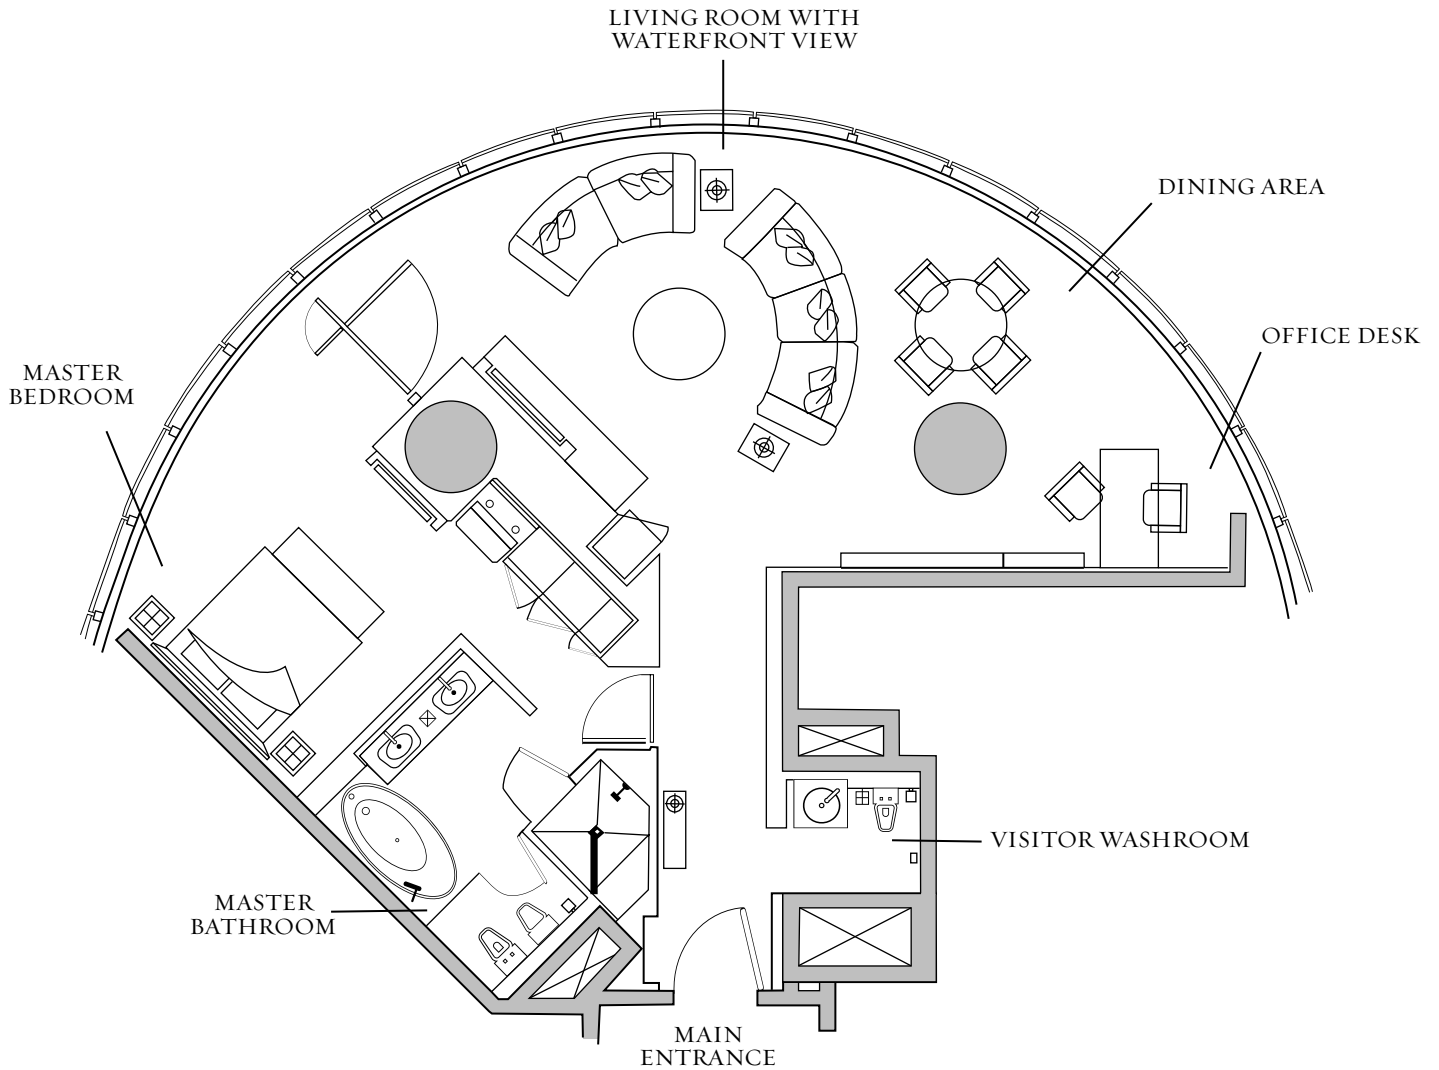 LIVING ROOM WITH
WATERFRONT VIEW
DINING AREA
OFFICE DESK
MASTER
BEDROOM
VISITOR WASHROOM
MASTER
BATHROOM
MAIN
ENTRANCE